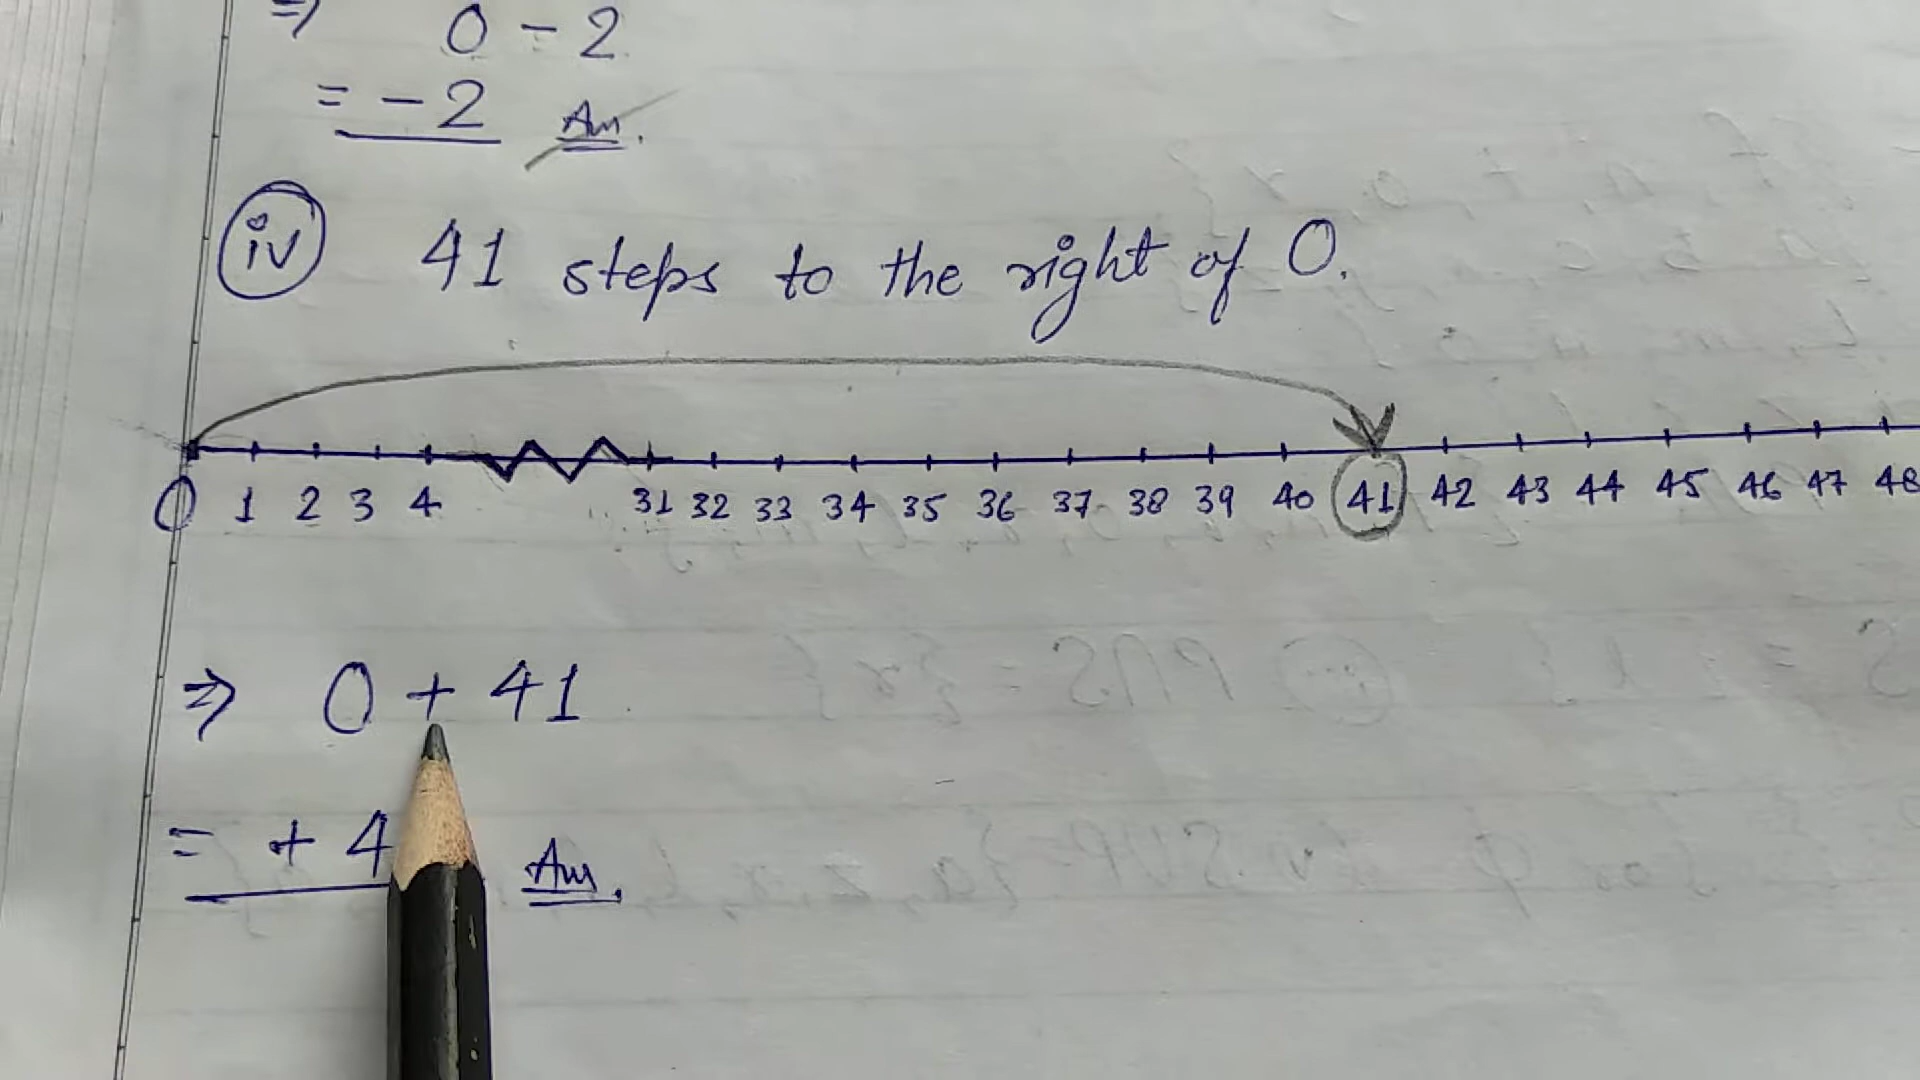 ⇒ 0 - 2
= - 2 Ans.
iv 41 steps to the right of 0.
0 1 2 3 4 31 32 33 34 35 36 37 38 39 40 41 42 43 44 45 46 47 48
⇒ 0 + 41
= + 4 Ans.